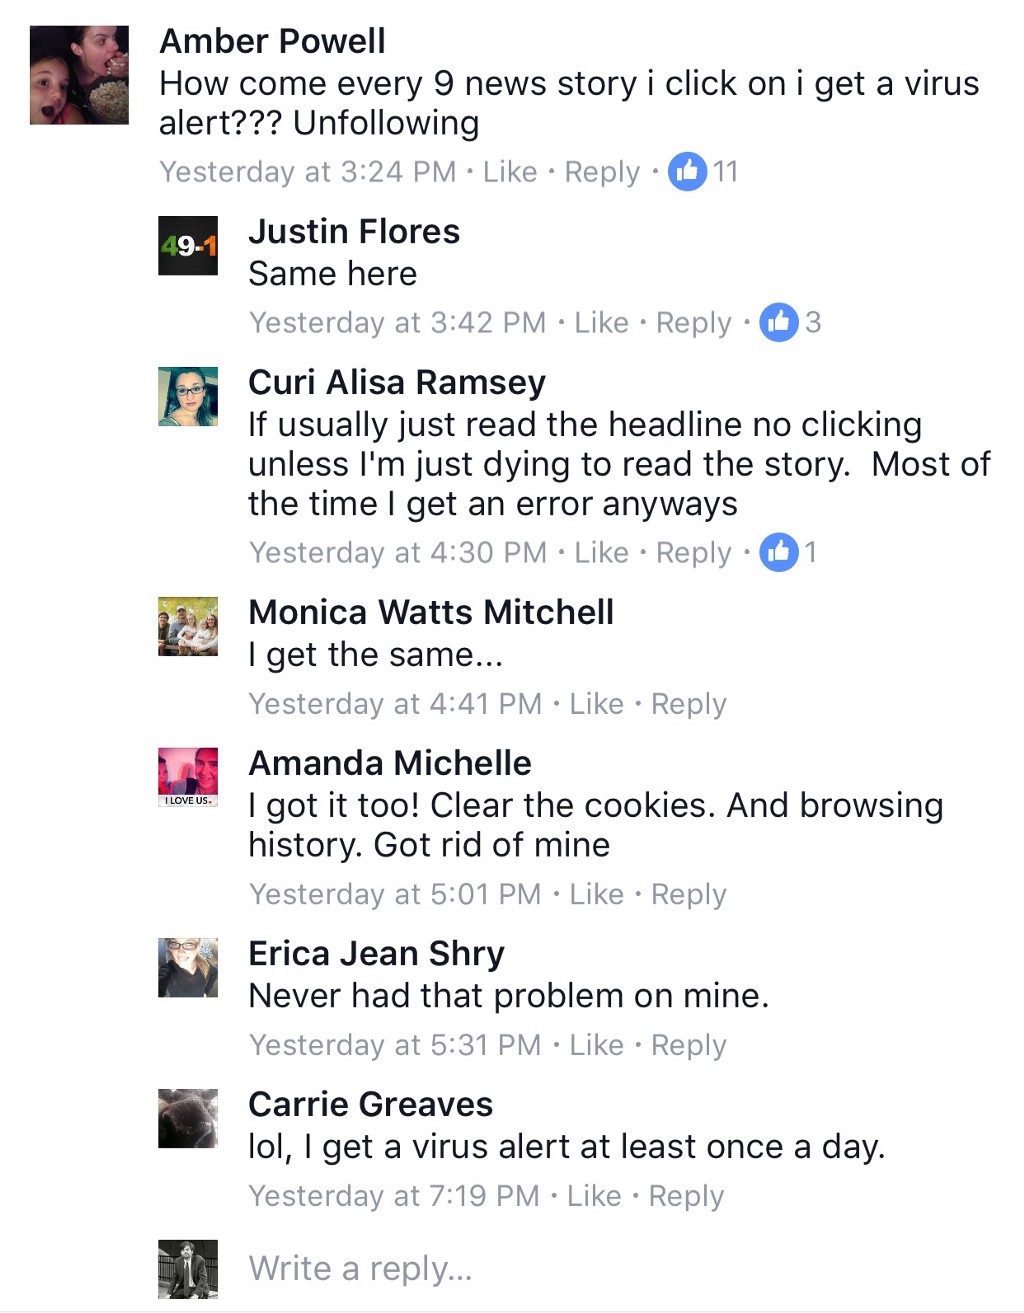 Amber Powell
How come every 9 news story i click on i get a virus
alert??? Unfollowing
Yesterday at 3:24 PM · Like · Reply · 11
49-1
Justin Flores
Same here
Yesterday at 3:42 PM · Like · Reply · 3
Curi Alisa Ramsey
If usually just read the headline no clicking
unless I'm just dying to read the story.  Most of
the time I get an error anyways
Yesterday at 4:30 PM · Like · Reply · 1
Monica Watts Mitchell
I get the same...
Yesterday at 4:41 PM · Like · Reply
I LOVE US.
Amanda Michelle
I got it too! Clear the cookies. And browsing
history. Got rid of mine
Yesterday at 5:01 PM · Like · Reply
Erica Jean Shry
Never had that problem on mine.
Yesterday at 5:31 PM · Like · Reply
Carrie Greaves
lol, I get a virus alert at least once a day.
Yesterday at 7:19 PM · Like · Reply
Write a reply...